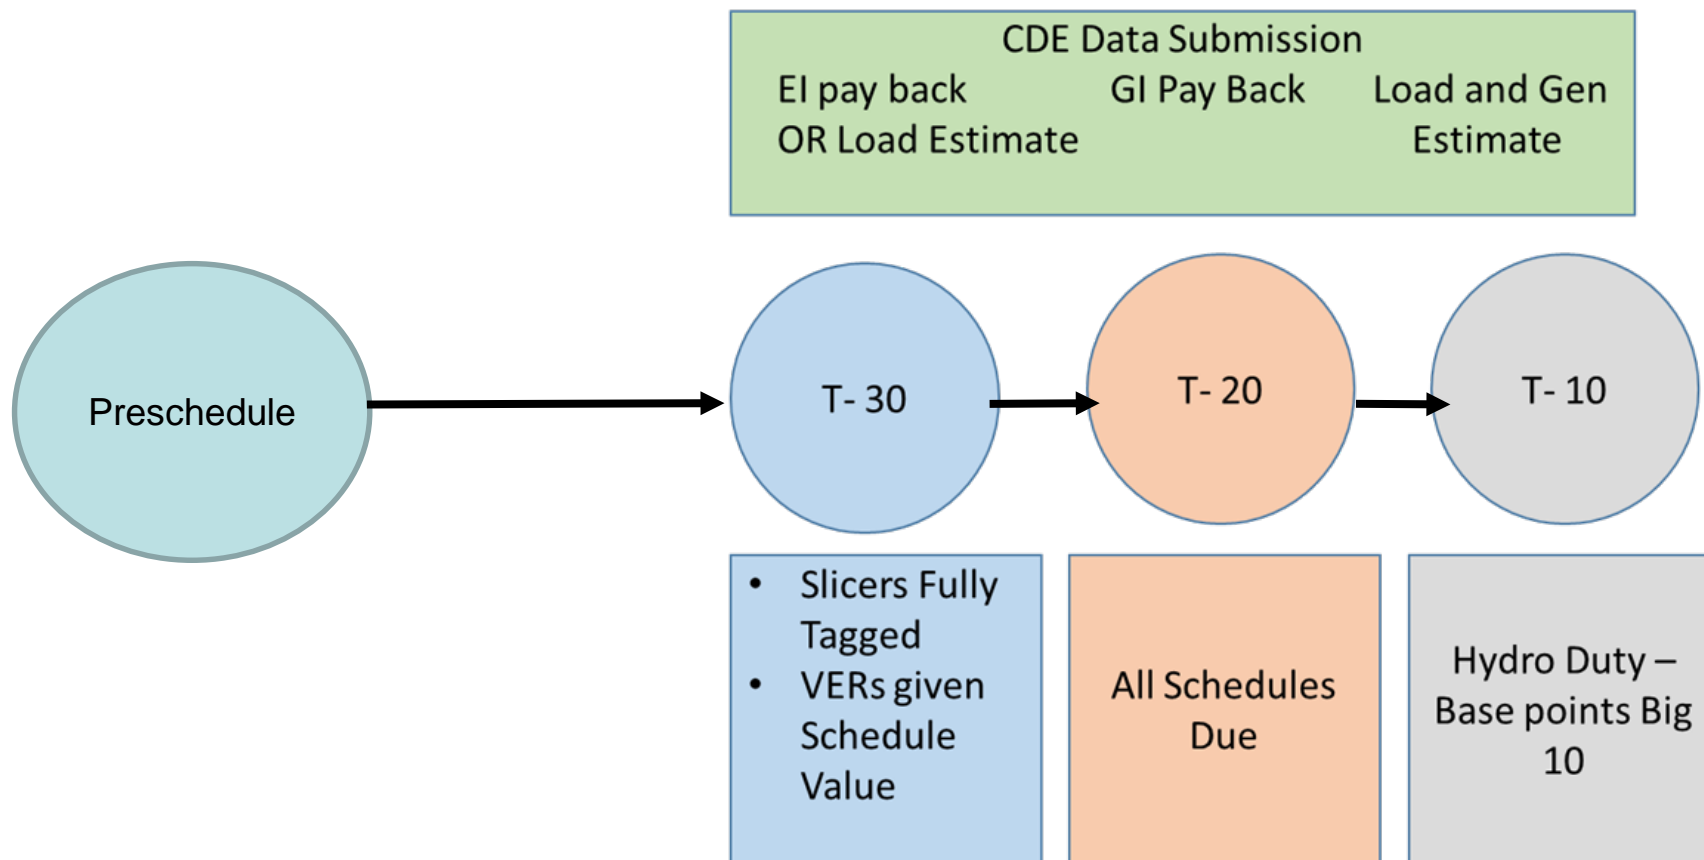 CDE Data Submission
EI pay back
OR Load Estimate
GI Pay Back
Load and Gen
Estimate
Preschedule
T- 30
T- 20
T- 10
• Slicers Fully
Tagged
• VERs given
Schedule
Value
All Schedules
Due
Hydro Duty –
Base points Big
10